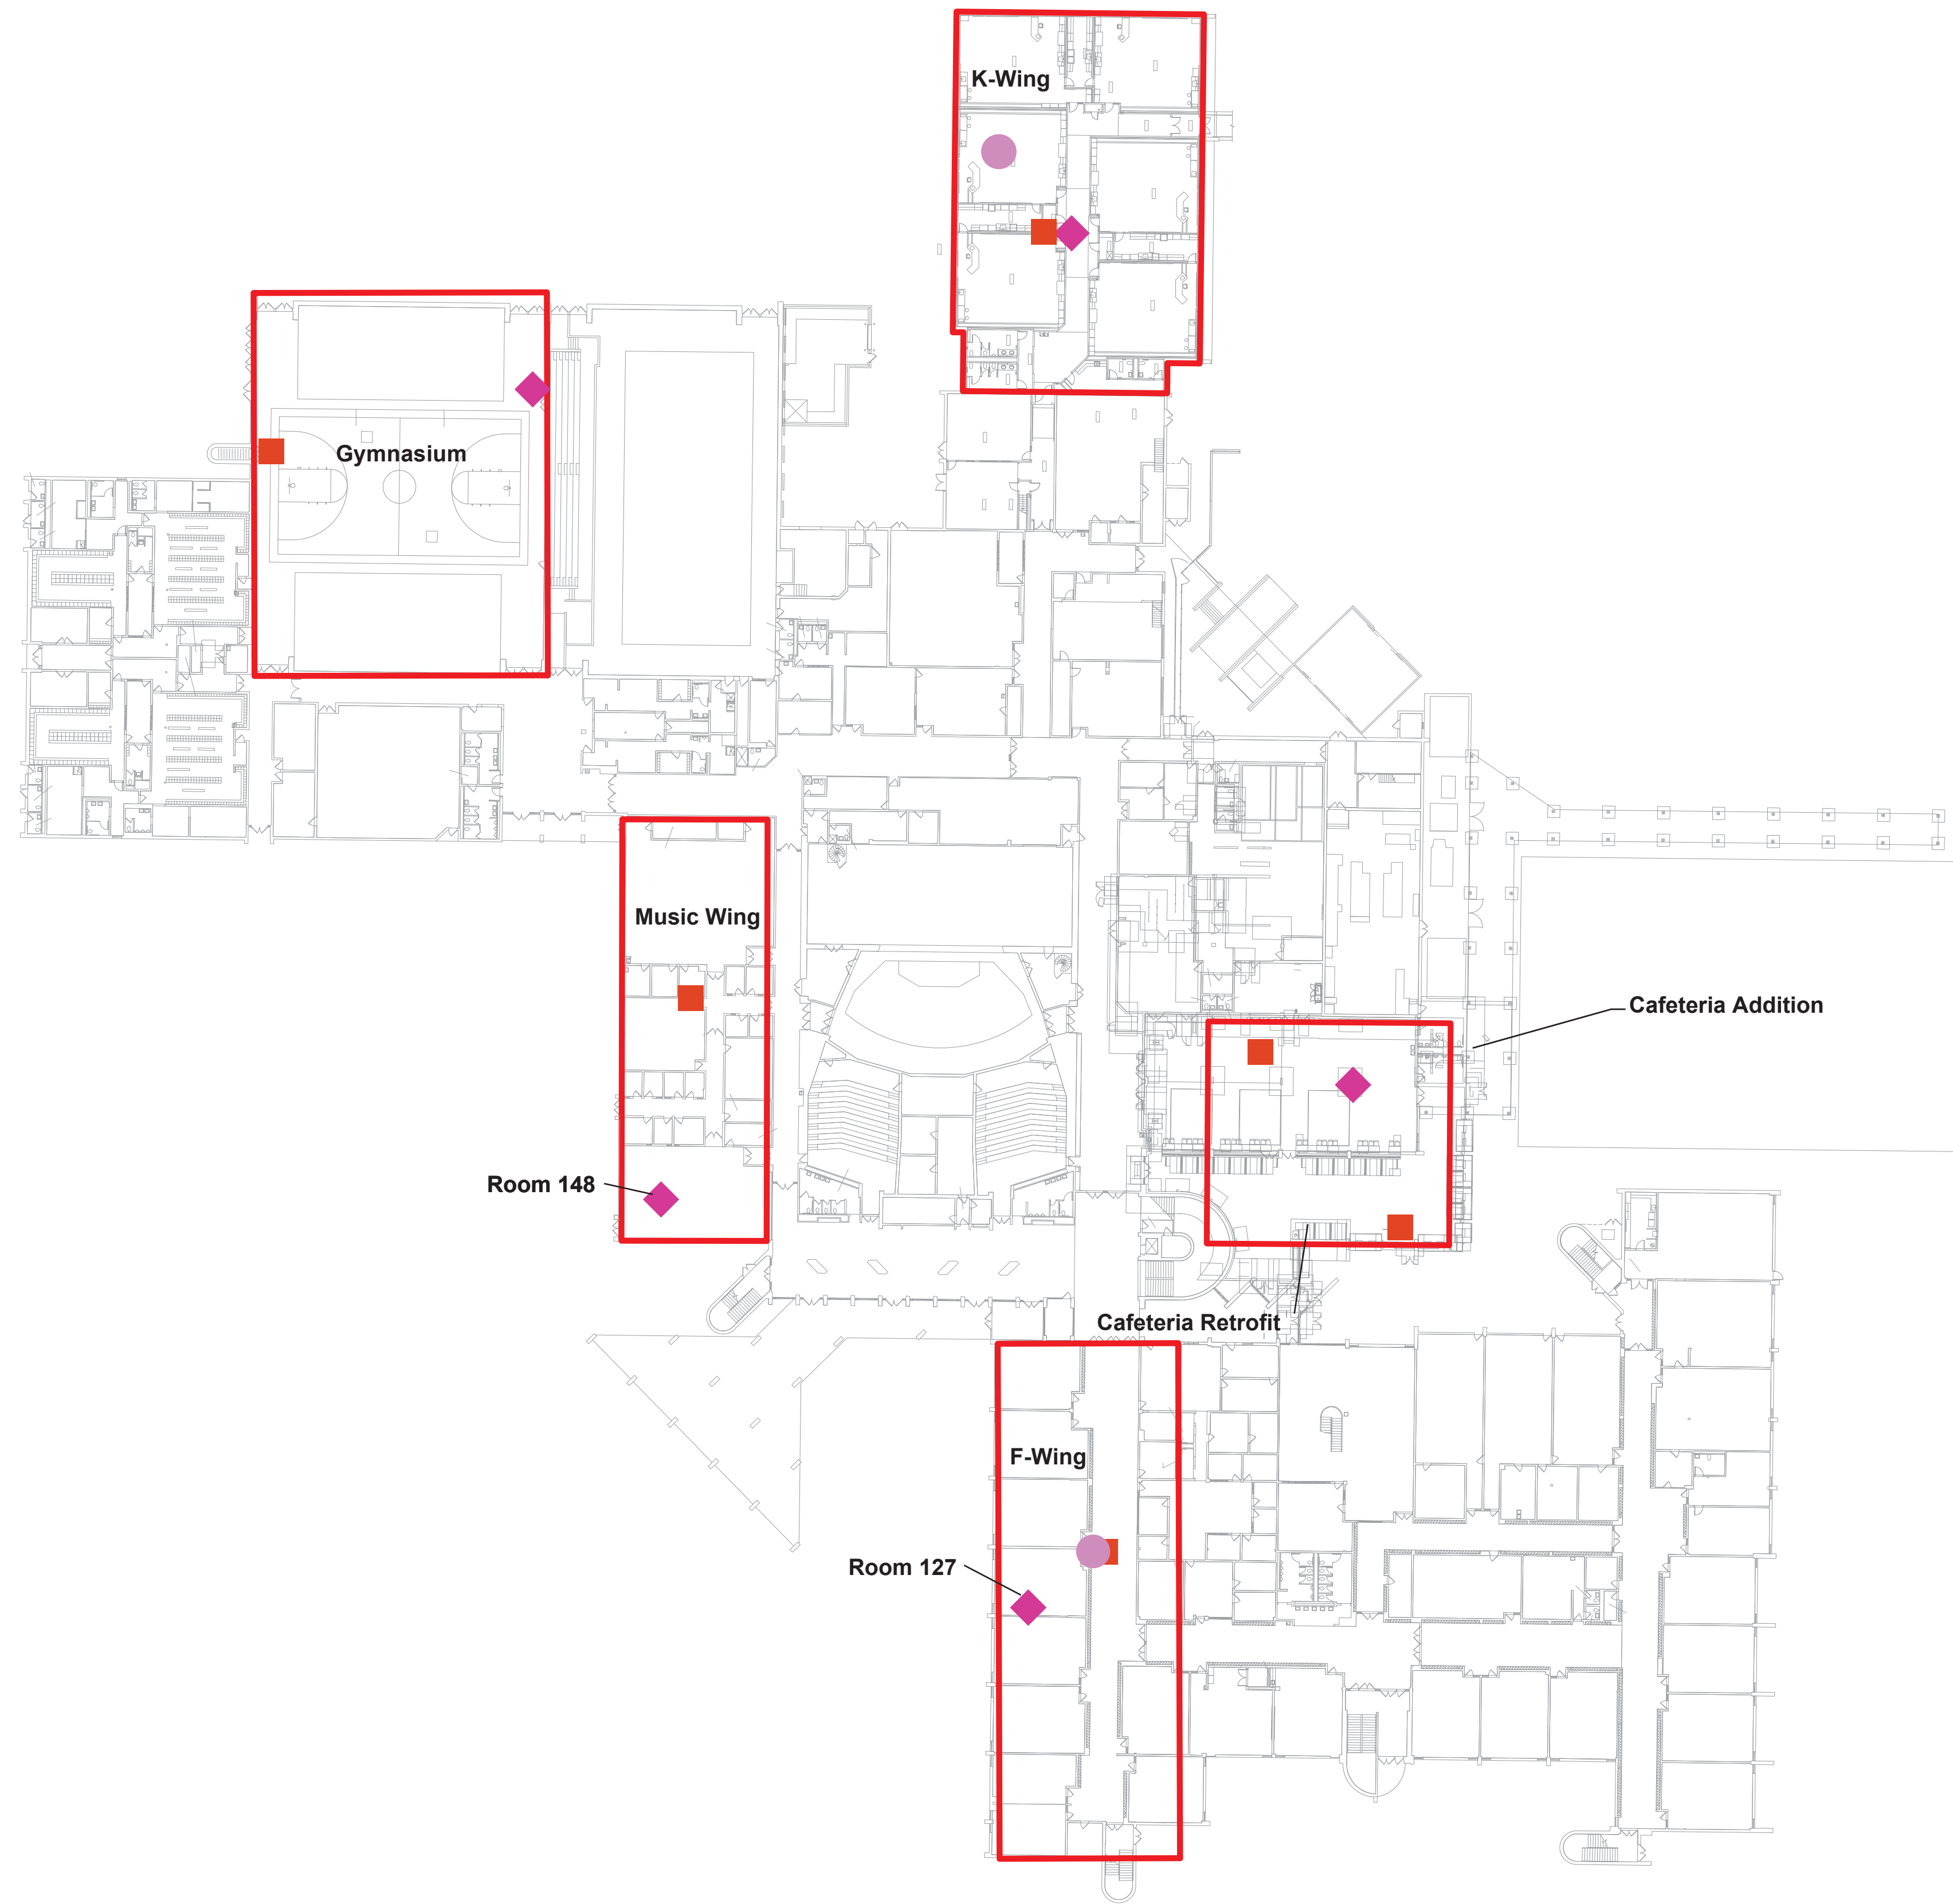 K-Wing
Gymnasium
Music Wing
Cafeteria Addition
Room 148
Cafeteria Retrofit
F-Wing
Room 127